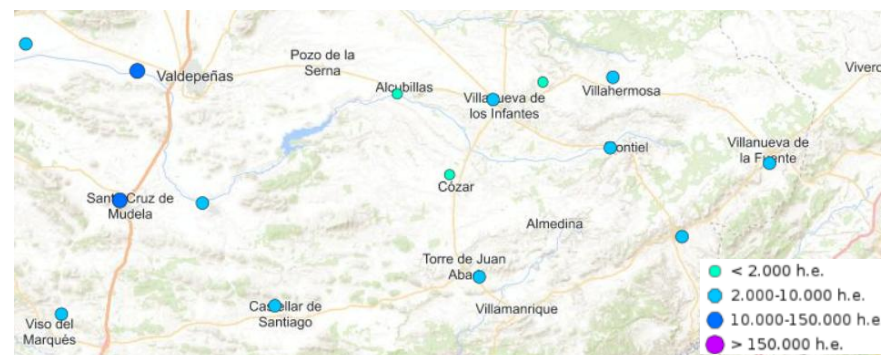 Pozo de la
Serna
Valdepeñas
Alcubillas
Villanueva de
los Infantes
Villahermosa
Vivero
Montiel
Villanueva de
la Fuente
Santa Cruz de
Mudela
Cózar
Almedina
Torre de Juan
Abad
Villamanrique
Castellar de
Santiago
Viso del
Marqués
< 2.000 h.e.
2.000-10.000 h.e.
10.000-150.000 h.e.
> 150.000 h.e.